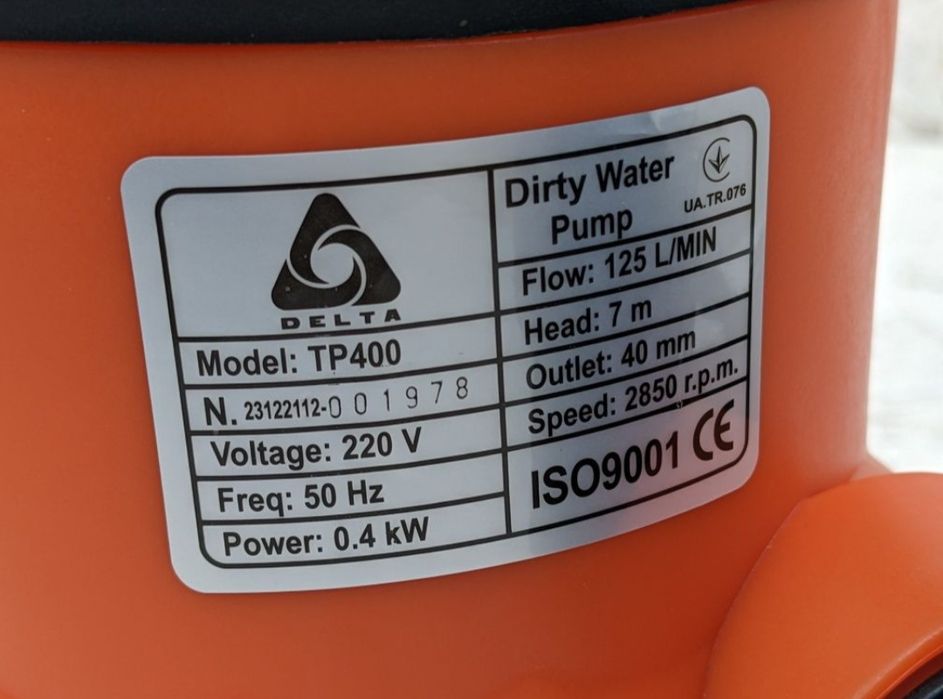 DELTA
Model: TP400
N. 23122112-001978
Voltage: 220 V
Freq: 50 Hz
Power: 0.4 kW
Dirty Water
Pump
UA.TR.076
Flow: 125 L/MIN
Head: 7 m
Outlet: 40 mm
Speed: 2850 r.p.m.
ISO9001 CE